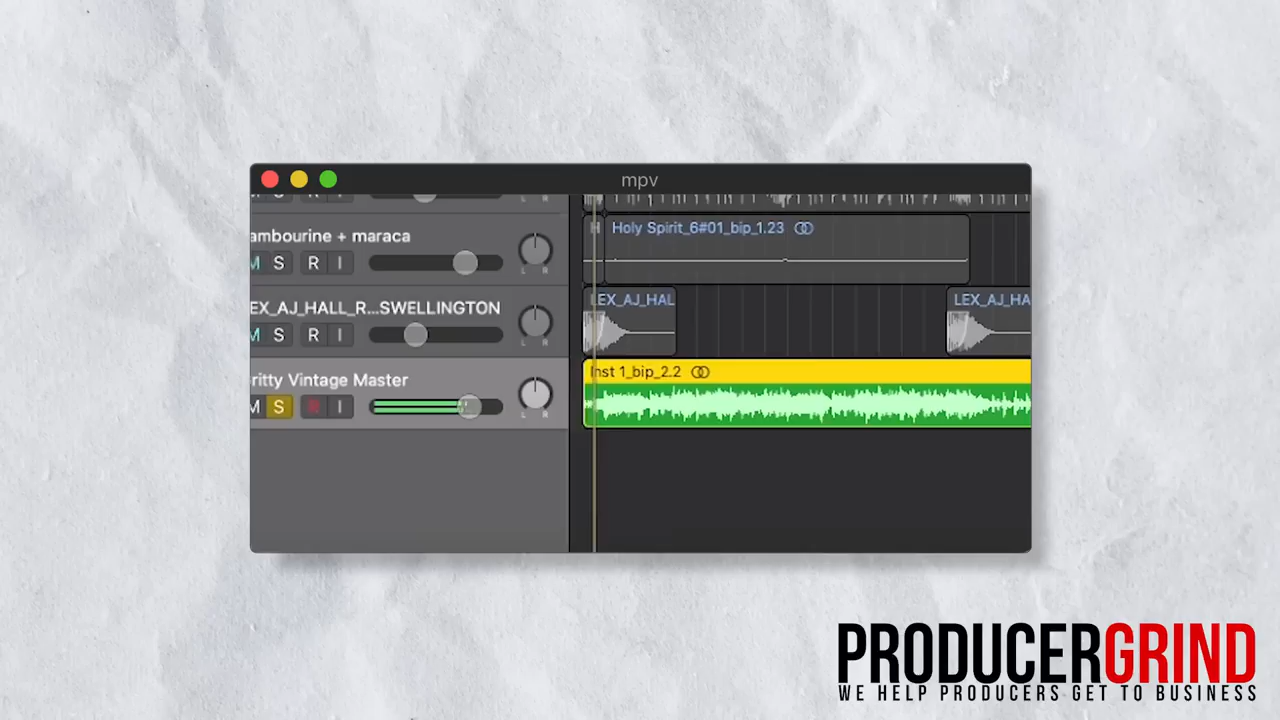 mpv
S R I
L R
ambourine + maraca
M S R I
L R
Holy Spirit_6#01_bip_1.23
EX_AJ_HALL_R...SWELLINGTON
M S R I
L R
LEX_AJ_HAL
LEX_AJ_HA
ritty Vintage Master
M S R I
L R
Inst 1_bip_2.2
PRODUCERGRIND
WE HELP PRODUCERS GET TO BUSINESS